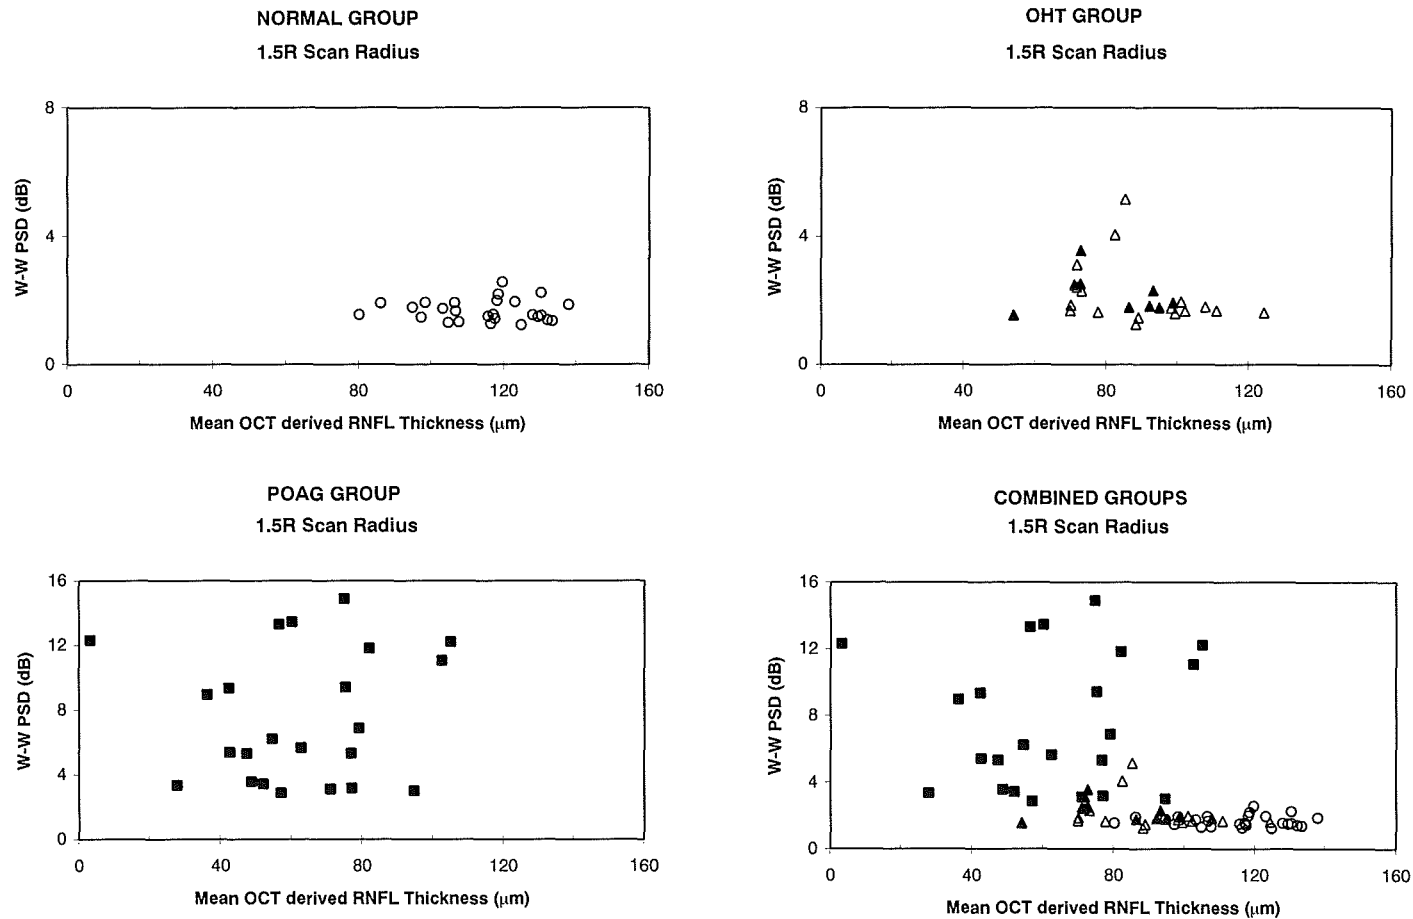 NORMAL GROUP
1.5R Scan Radius
8
4
0
W-W PSD (dB)
0 40 80 120 160
Mean OCT derived RNFL Thickness (µm)
OHT GROUP
1.5R Scan Radius
8
4
0
W-W PSD (dB)
0 40 80 120 160
Mean OCT derived RNFL Thickness (µm)
POAG GROUP
1.5R Scan Radius
16
12
8
4
0
W-W PSD (dB)
0 40 80 120 160
Mean OCT derived RNFL Thickness (µm)
COMBINED GROUPS
1.5R Scan Radius
16
12
8
4
0
W-W PSD (dB)
0 40 80 120 160
Mean OCT derived RNFL Thickness (µm)